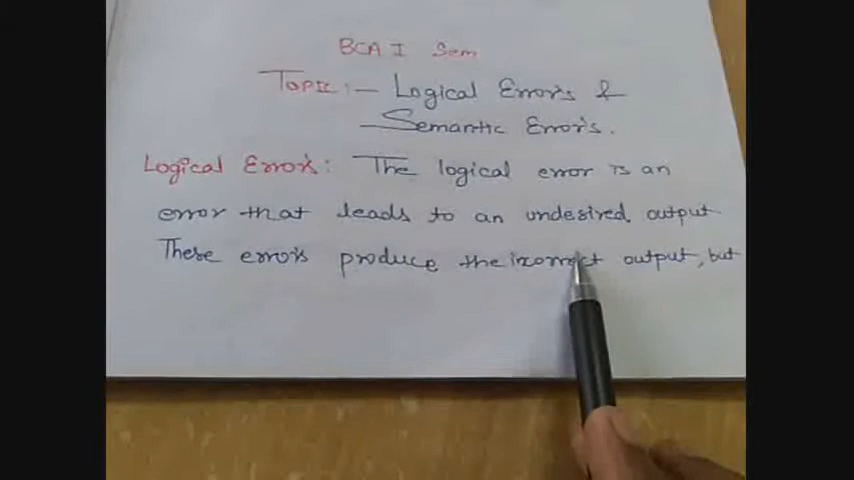 BCA I Sem
Topic:- Logical Errors &
Semantic Errors.
Logical Errors: The logical error is an
error that leads to an undesired output
These errors produce the incorrect output, but